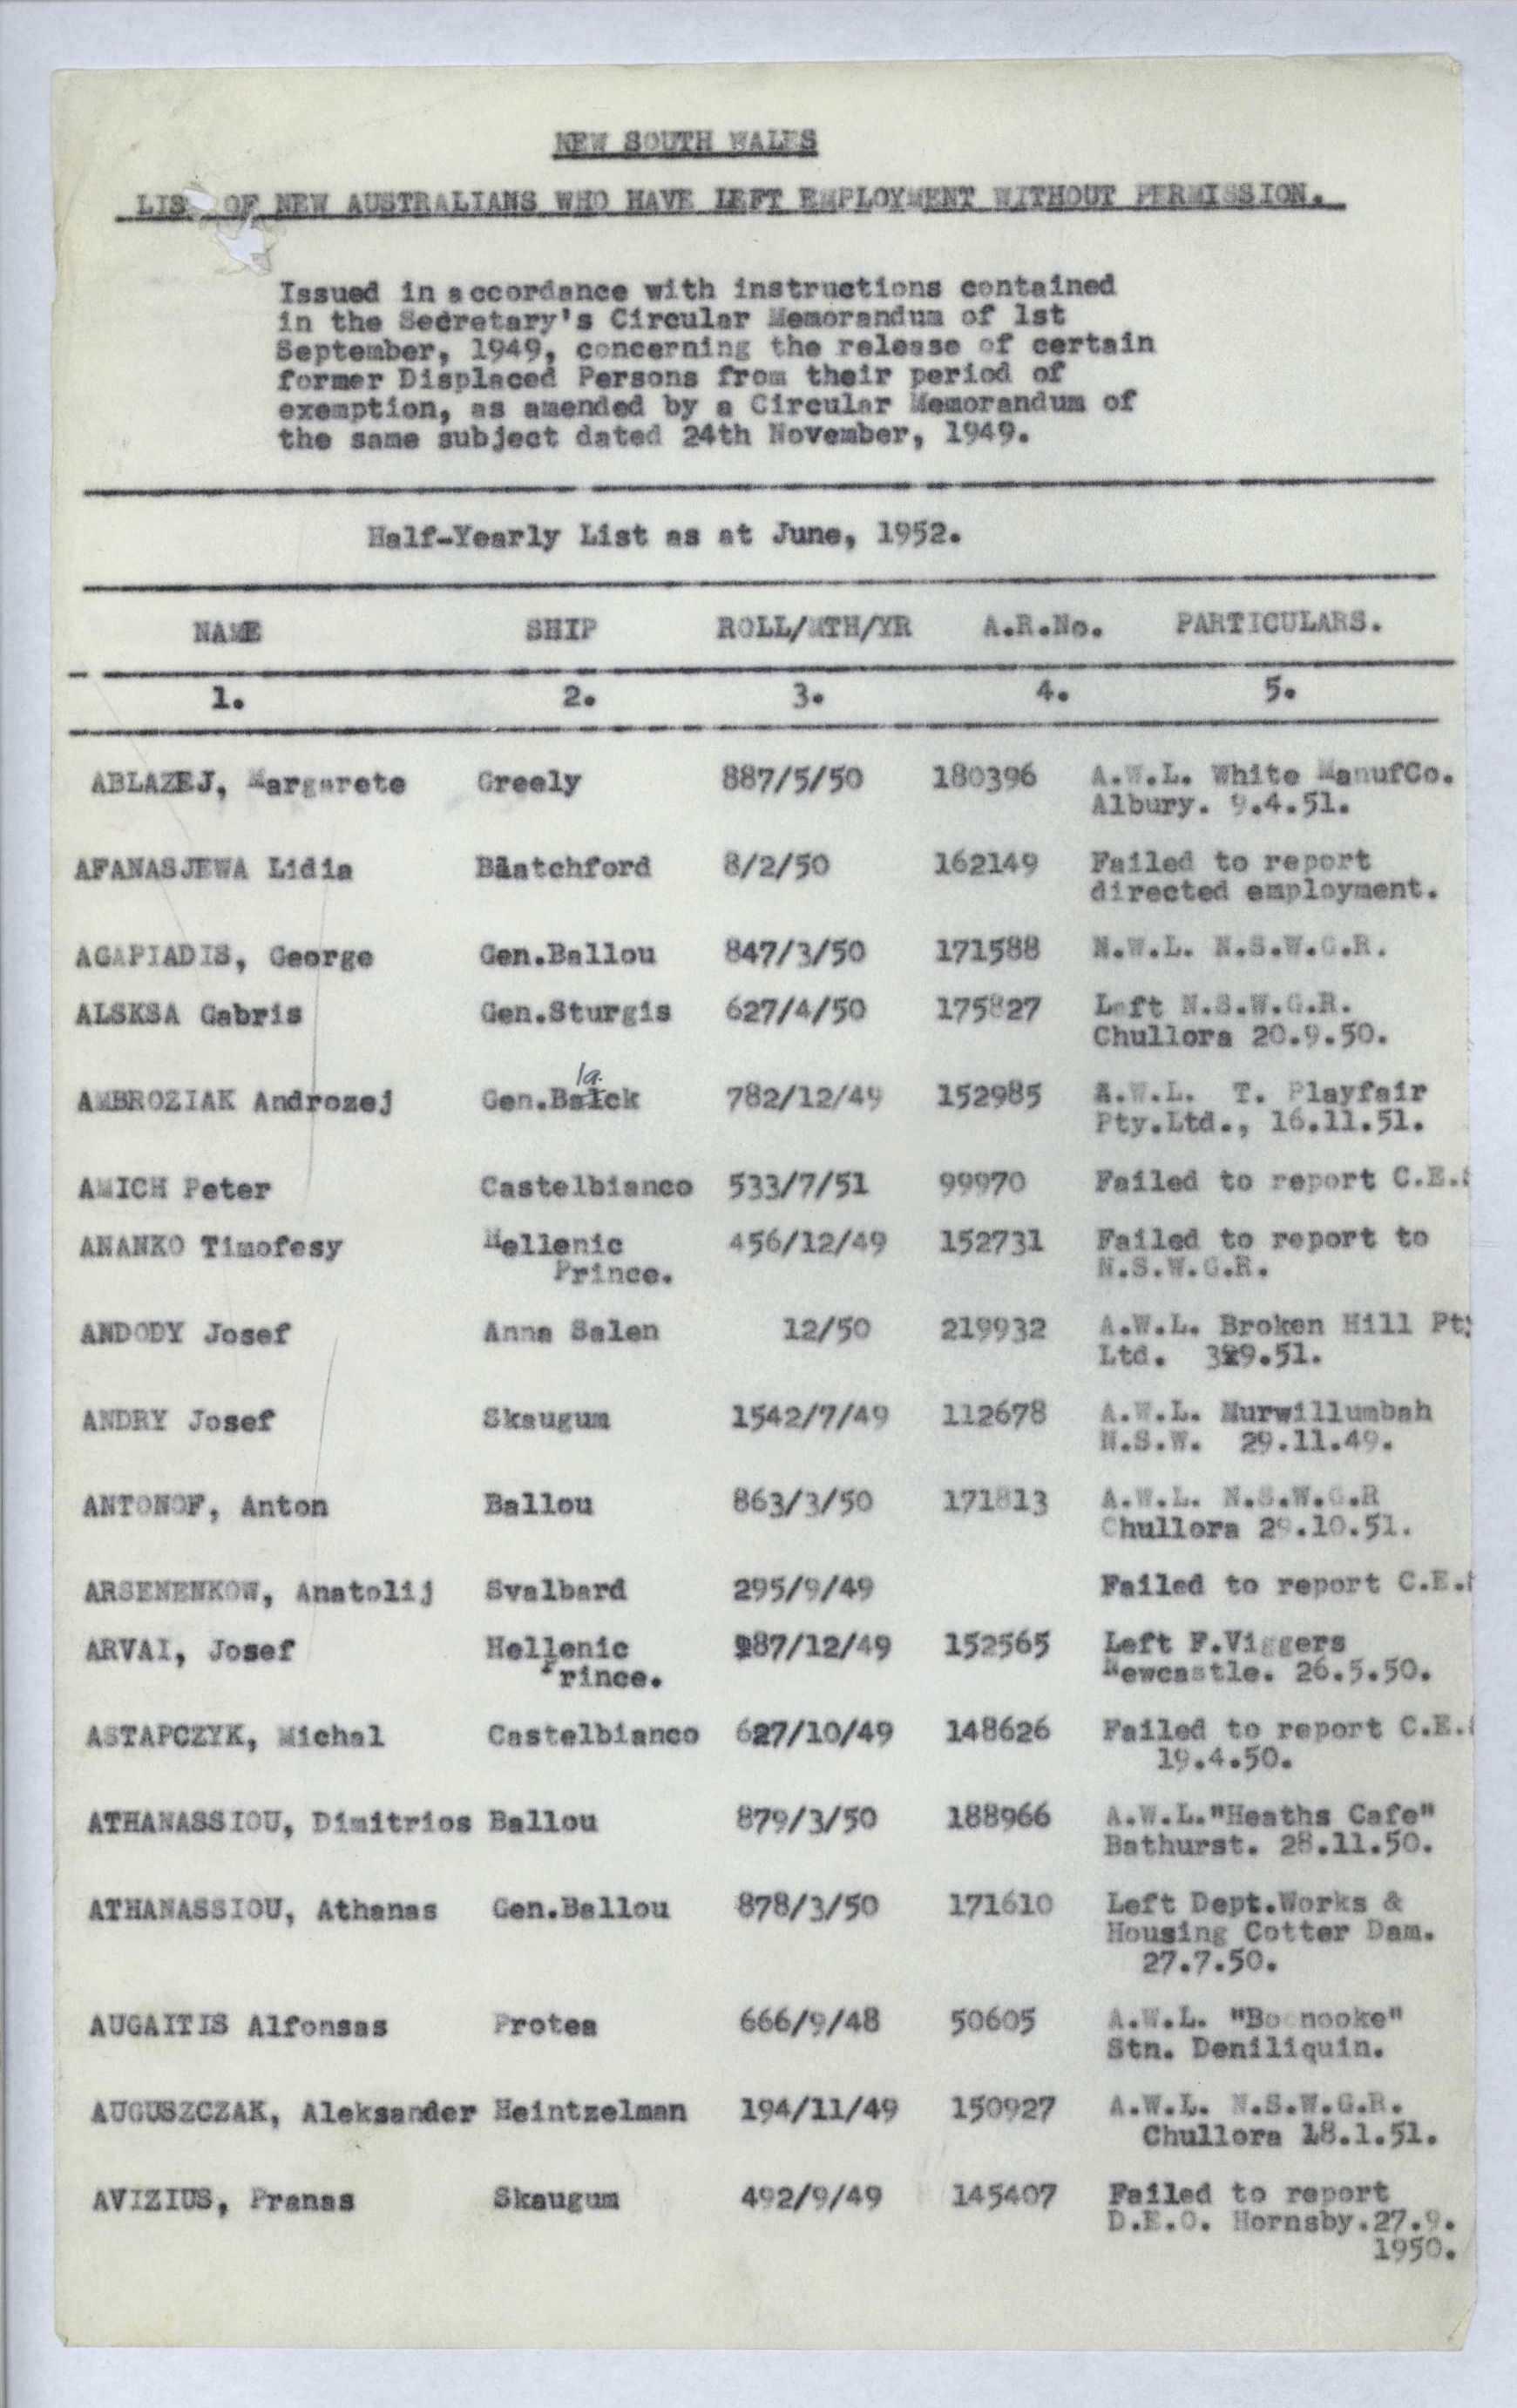 NEW SOUTH WALES
LIS OF NEW AUSTRALIANS WHO HAVE LEFT EMPLOYMENT WITHOUT PERMISSION.
Issued in accordance with instructions contained
in the Secretary's Circular Memorandum of 1st
September, 1949, concerning the release of certain
former Displaced Persons from their period of
exemption, as amended by a Circular Memorandum of
the same subject dated 24th November, 1949.
Half-Yearly List as at June, 1952.
NAME SHIP ROLL/MTH/YR A.R.No. PARTICULARS.
1. 2. 3. 4. 5.
ABLAZEJ, Margarete Greely 887/5/50 180396 A.W.L. White ManufCo.
Albury. 9.4.51.
AFANASJEWA Lidia Blatchford 8/2/50 162149 Failed to report
directed employment.
AGAPIADIS, George Gen.Ballou 847/3/50 171588 N.W.L. N.S.W.G.R.
ALSKSA Gabris Gen.Sturgis 627/4/50 175827 Left N.S.W.G.R.
Chullora 20.9.50.
la.
AMBROZIAK Androzej Gen.Balck 782/12/49 152985 A.W.L. T. Playfair
Pty.Ltd., 16.11.51.
AMICH Peter Castelbianco 533/7/51 99970 Failed to report C.E.
ANANKO Timofesy Hellenic 456/12/49 152731 Failed to report to
Prince. N.S.W.G.R.
ANDODY Josef Anna Salen 12/50 219932 A.W.L. Broken Hill Pty
Ltd. 3.9.51.
ANDRY Josef Skaugum 1542/7/49 112678 A.W.L. Murwillumbah
N.S.W. 29.11.49.
ANTONOF, Anton Ballou 863/3/50 171813 A.W.L. N.S.W.G.R
Chullora 29.10.51.
ARSENENKOW, Anatolij Svalbard 295/9/49 Failed to report C.E.
ARVAI, Josef Hellenic 287/12/49 152565 Left F.Viggers
Prince. Newcastle. 26.5.50.
ASTAPCZYK, Michal Castelbianco 627/10/49 148626 Failed to report C.E.
19.4.50.
ATHANASSIOU, Dimitrios Ballou 879/3/50 188966 A.W.L."Heaths Cafe"
Bathurst. 28.11.50.
ATHANASSIOU, Athanas Gen.Ballou 878/3/50 171610 Left Dept.Works &
Housing Cotter Dam.
27.7.50.
AUGAITIS Alfonsas Protea 666/9/48 50605 A.W.L. "Boonooke"
Stn. Deniliquin.
AUGUSZCZAK, Aleksander Heintzelman 194/11/49 150927 A.W.L. N.S.W.G.R.
Chullora 18.1.51.
AVIZIUS, Pranas Skaugum 492/9/49 145407 Failed to report
D.E.O. Hornsby.27.9.
1950.